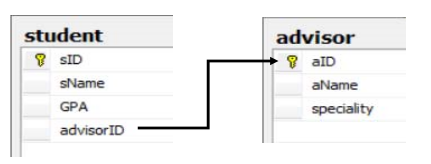 student
sID
sName
GPA
advisorID
advisor
aID
aName
speciality